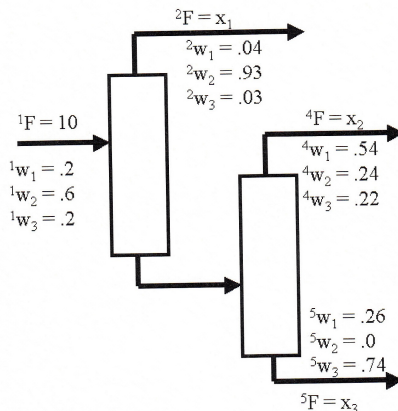 ²F = x₁
²w₁ = .04
²w₂ = .93
²w₃ = .03
¹F = 10
¹w₁ = .2
¹w₂ = .6
¹w₃ = .2
⁴F = x₂
⁴w₁ = .54
⁴w₂ = .24
⁴w₃ = .22
⁵w₁ = .26
⁵w₂ = .0
⁵w₃ = .74
⁵F = x₃